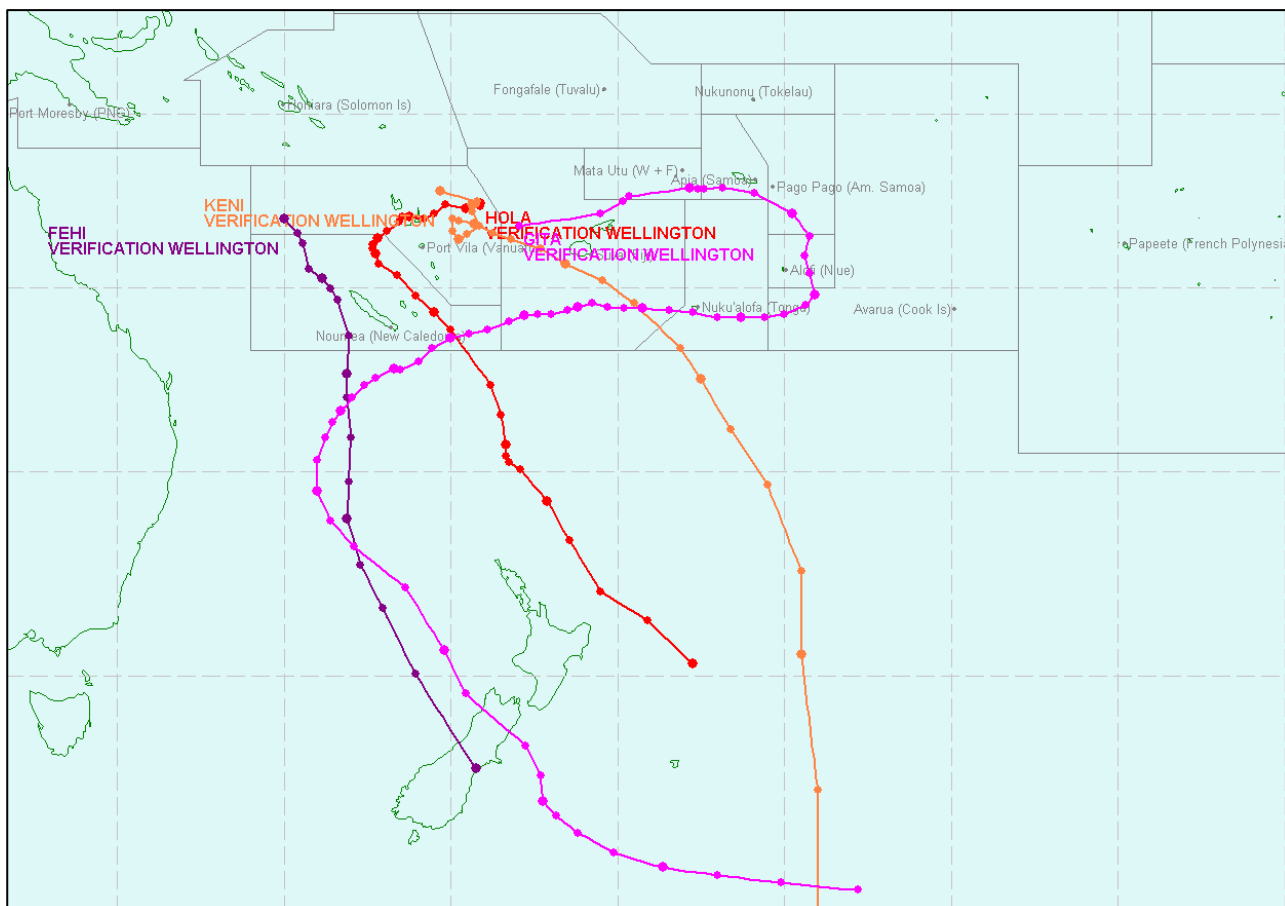 Fongafale (Tuvalu)
Nukunonu (Tokelau)
Port Moresby (PNG)
Honiara (Solomon Is)
Mata Utu (W + F)
Apia (Samoa)
Pago Pago (Am. Samoa)
KENI
VERIFICATION WELLINGTON
HOLA
VERIFICATION WELLINGTON
FEHI
VERIFICATION WELLINGTON
GITA
VERIFICATION WELLINGTON
Port Vila (Vanuatu)
Papeete (French Polynesia
Alofi (Niue)
Nuku'alofa (Tonga)
Avarua (Cook Is)
Noumea (New Caledonia)